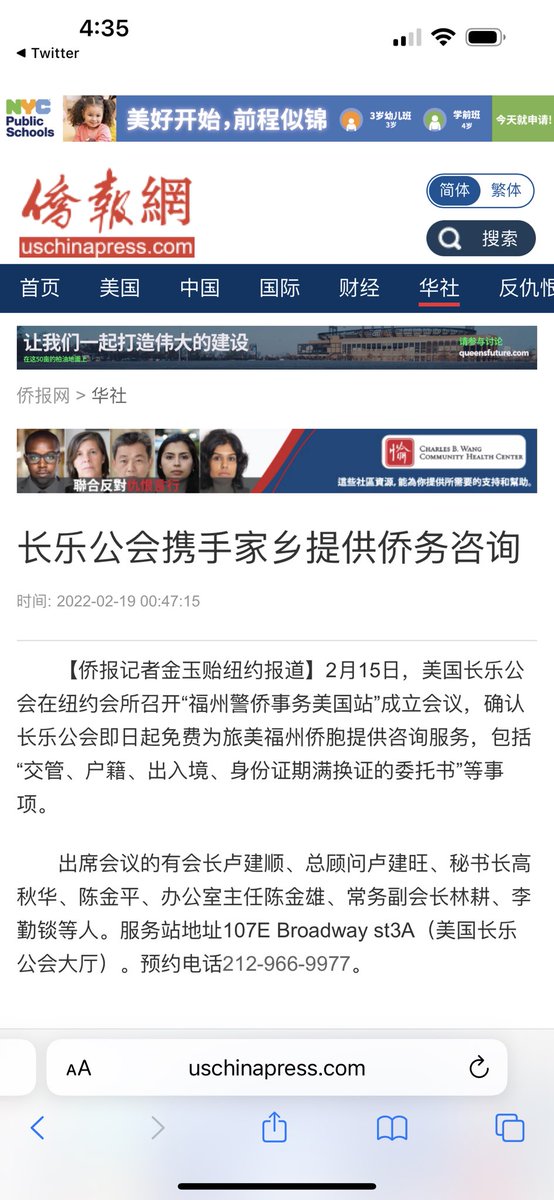 4:35
◀ Twitter
NYC
Public
Schools
美好开始，前程似锦
3岁幼儿班
3岁
学前班
4岁
今天就申请!
僑報網
uschinapress.com
简体
繁体
搜索
首页
美国
中国
国际
财经
华社
反仇恨
让我们一起打造伟大的建设
在这50亩的柏油地面上
请参与讨论
queensfuture.com
侨报网 > 华社
聯合反對仇恨言行
CHARLES B. WANG
COMMUNITY HEALTH CENTER
這些社區資源，能為你提供所需要的支持和幫助。
长乐公会携手家乡提供侨务咨询
时间: 2022-02-19 00:47:15
【侨报记者金玉贻纽约报道】2月15日，美国长乐公
会在纽约会所召开“福州警侨事务美国站”成立会议，确认
长乐公会即日起免费为旅美福州侨胞提供咨询服务，包括
“交管、户籍、出入境、身份证期满换证的委托书”等事
项。
出席会议的有会长卢建顺、总顾问卢建旺、秘书长高
秋华、陈金平、办公室主任陈金雄、常务副会长林耕、李
勤锬等人。服务站地址107E Broadway st3A（美国长乐
公会大厅）。预约电话212-966-9977。
AA
uschinapress.com